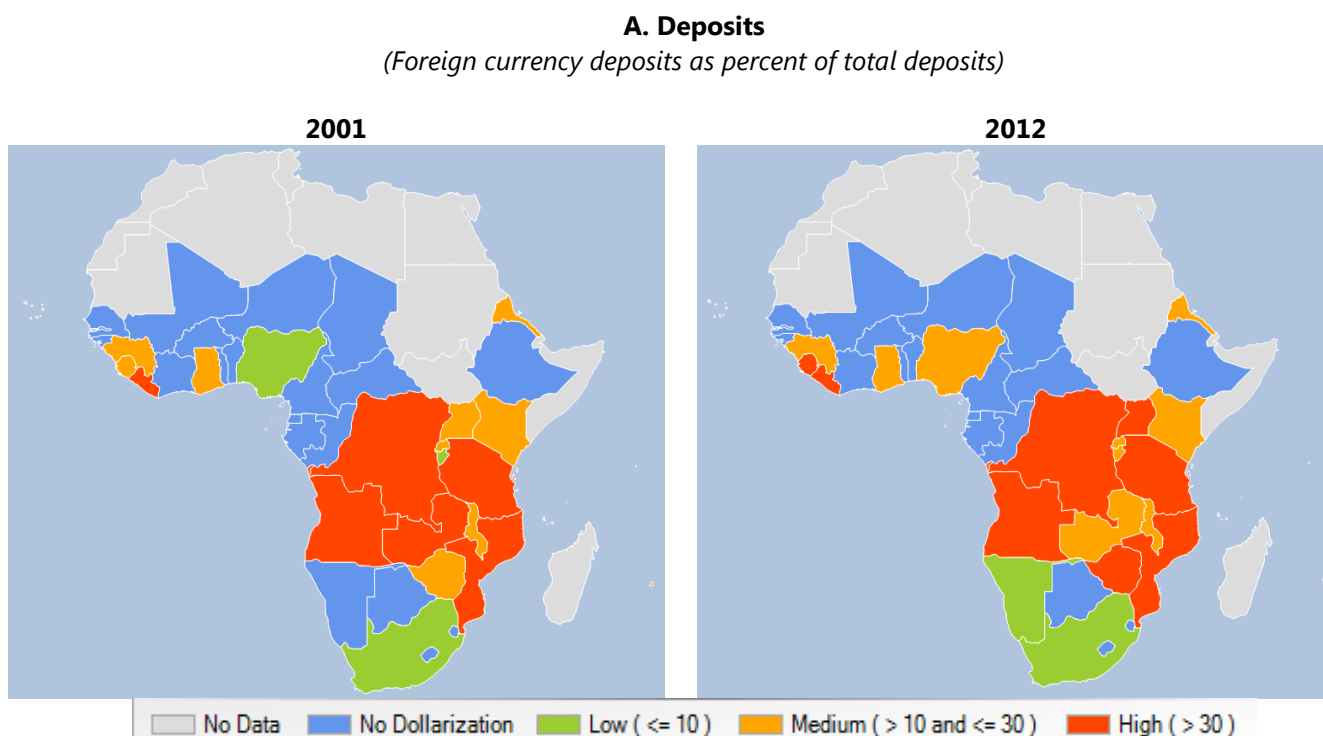 A. Deposits
(Foreign currency deposits as percent of total deposits)
2001 2012
No Data No Dollarization Low ( <= 10 ) Medium ( > 10 and <= 30 ) High ( > 30 )